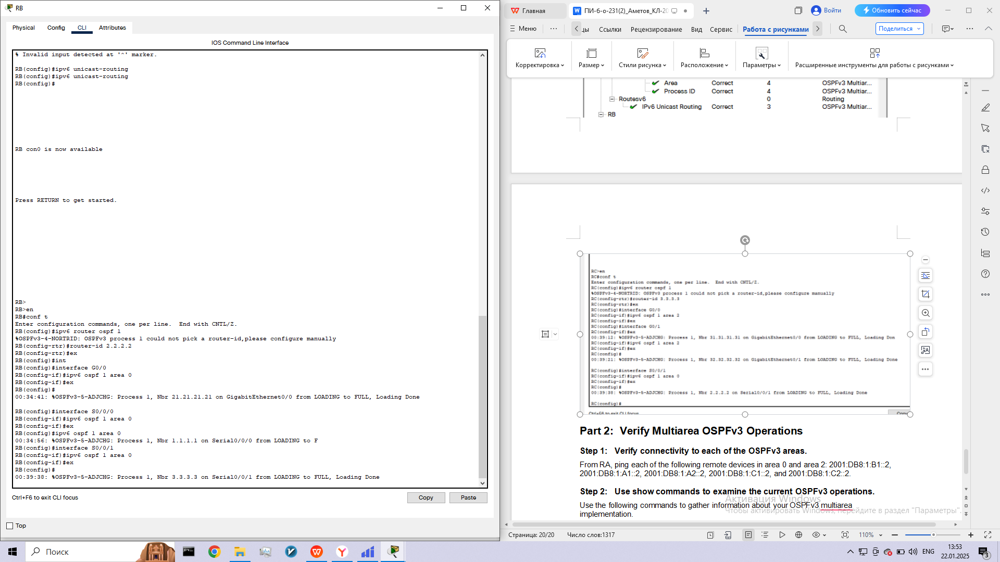 RB
Physical
Config
CLI
Attributes
IOS Command Line Interface
% Invalid input detected at '^' marker.
RB(config)#ipv6 unicast-routing
RB(config)#ipv6 unicast-routing
RB(config)#
RB con0 is now available
Press RETURN to get started.
RB>
RB>en
RB#conf t
Enter configuration commands, one per line.  End with CNTL/Z.
RB(config)#ipv6 router ospf 1
%OSPFv3-4-NORTRID: OSPFv3 process 1 could not pick a router-id,please configure manually
RB(config-rtr)#router-id 2.2.2.2
RB(config-rtr)#ex
RB(config)#int
RB(config)#interface G0/0
RB(config-if)#ipv6 ospf 1 area 0
RB(config-if)#ex
RB(config)#
00:34:41: %OSPFv3-5-ADJCHG: Process 1, Nbr 21.21.21.21 on GigabitEthernet0/0 from LOADING to FULL, Loading Done
RB(config)#interface S0/0/0
RB(config-if)#ipv6 ospf 1 area 0
RB(config-if)#ex
RB(config)#ipv6 ospf 1 area 0
00:34:56: %OSPFv3-5-ADJCHG: Process 1, Nbr 1.1.1.1 on Serial0/0/0 from LOADING to F
RB(config)#interface S0/0/1
RB(config-if)#ipv6 ospf 1 area 0
RB(config-if)#ex
RB(config)#
00:39:38: %OSPFv3-5-ADJCHG: Process 1, Nbr 3.3.3.3 on Serial0/0/1 from LOADING to FULL, Loading Done
Ctrl+F6 to exit CLI focus
Copy
Paste
Top
Главная
ПИ-б-о-231(2)_Аметов_КЛ-20
Войти
Обновить сейчас
Меню
цы
Ссылки
Рецензирование
Вид
Сервис
Работа с рисунками
Поделиться
Корректировка
Размер
Стили рисунка
Расположение
Параметры
Расширенные инструменты для работы с рисунками
Area Correct 4 OSPFv3 Multiar...
Process ID Correct 4 OSPFv3 Multiar...
Routesv6 0 Routing
IPv6 Unicast Routing Correct 3 OSPFv3 Multiar...
RB
RC>en
RC#conf t
Enter configuration commands, one per line.  End with CNTL/Z.
RC(config)#ipv6 router ospf 1
%OSPFv3-4-NORTRID: OSPFv3 process 1 could not pick a router-id,please configure manually
RC(config-rtr)#router-id 3.3.3.3
RC(config-rtr)#ex
RC(config)#interface G0/0
RC(config-if)#ipv6 ospf 1 area 2
RC(config-if)#ex
RC(config)#interface G0/1
RC(config-if)#ex
00:39:12: %OSPFv3-5-ADJCHG: Process 1, Nbr 31.31.31.31 on GigabitEthernet0/0 from LOADING to FULL, Loading Don
RC(config-if)#ipv6 ospf 1 area 2
RC(config-if)#ex
RC(config)#
00:39:21: %OSPFv3-5-ADJCHG: Process 1, Nbr 32.32.32.32 on GigabitEthernet0/1 from LOADING to FULL, Loading Done
RC(config)#interface S0/0/1
RC(config-if)#ipv6 ospf 1 area 0
RC(config-if)#ex
RC(config)#
00:39:38: %OSPFv3-5-ADJCHG: Process 1, Nbr 2.2.2.2 on Serial0/0/1 from LOADING to FULL, Loading Done
RC(config)#
Ctrl+F6 to exit CLI focus
Copy
Part 2:  Verify Multiarea OSPFv3 Operations
Step 1:   Verify connectivity to each of the OSPFv3 areas.
From RA, ping each of the following remote devices in area 0 and area 2: 2001:DB8:1:B1::2,
2001:DB8:1:A1::2, 2001:DB8:1:A2::2, 2001:DB8:1:C1::2, and 2001:DB8:1:C2::2.
Step 2:   Use show commands to examine the current OSPFv3 operations.
Use the following commands to gather information about your OSPFv3 multiarea
implementation.
Активация Windows
Чтобы активировать Windows, перейдите в раздел "Параметры".
Страница: 20/20
Число слов:1317
110%
Поиск
ENG
13:53
22.01.2025
3